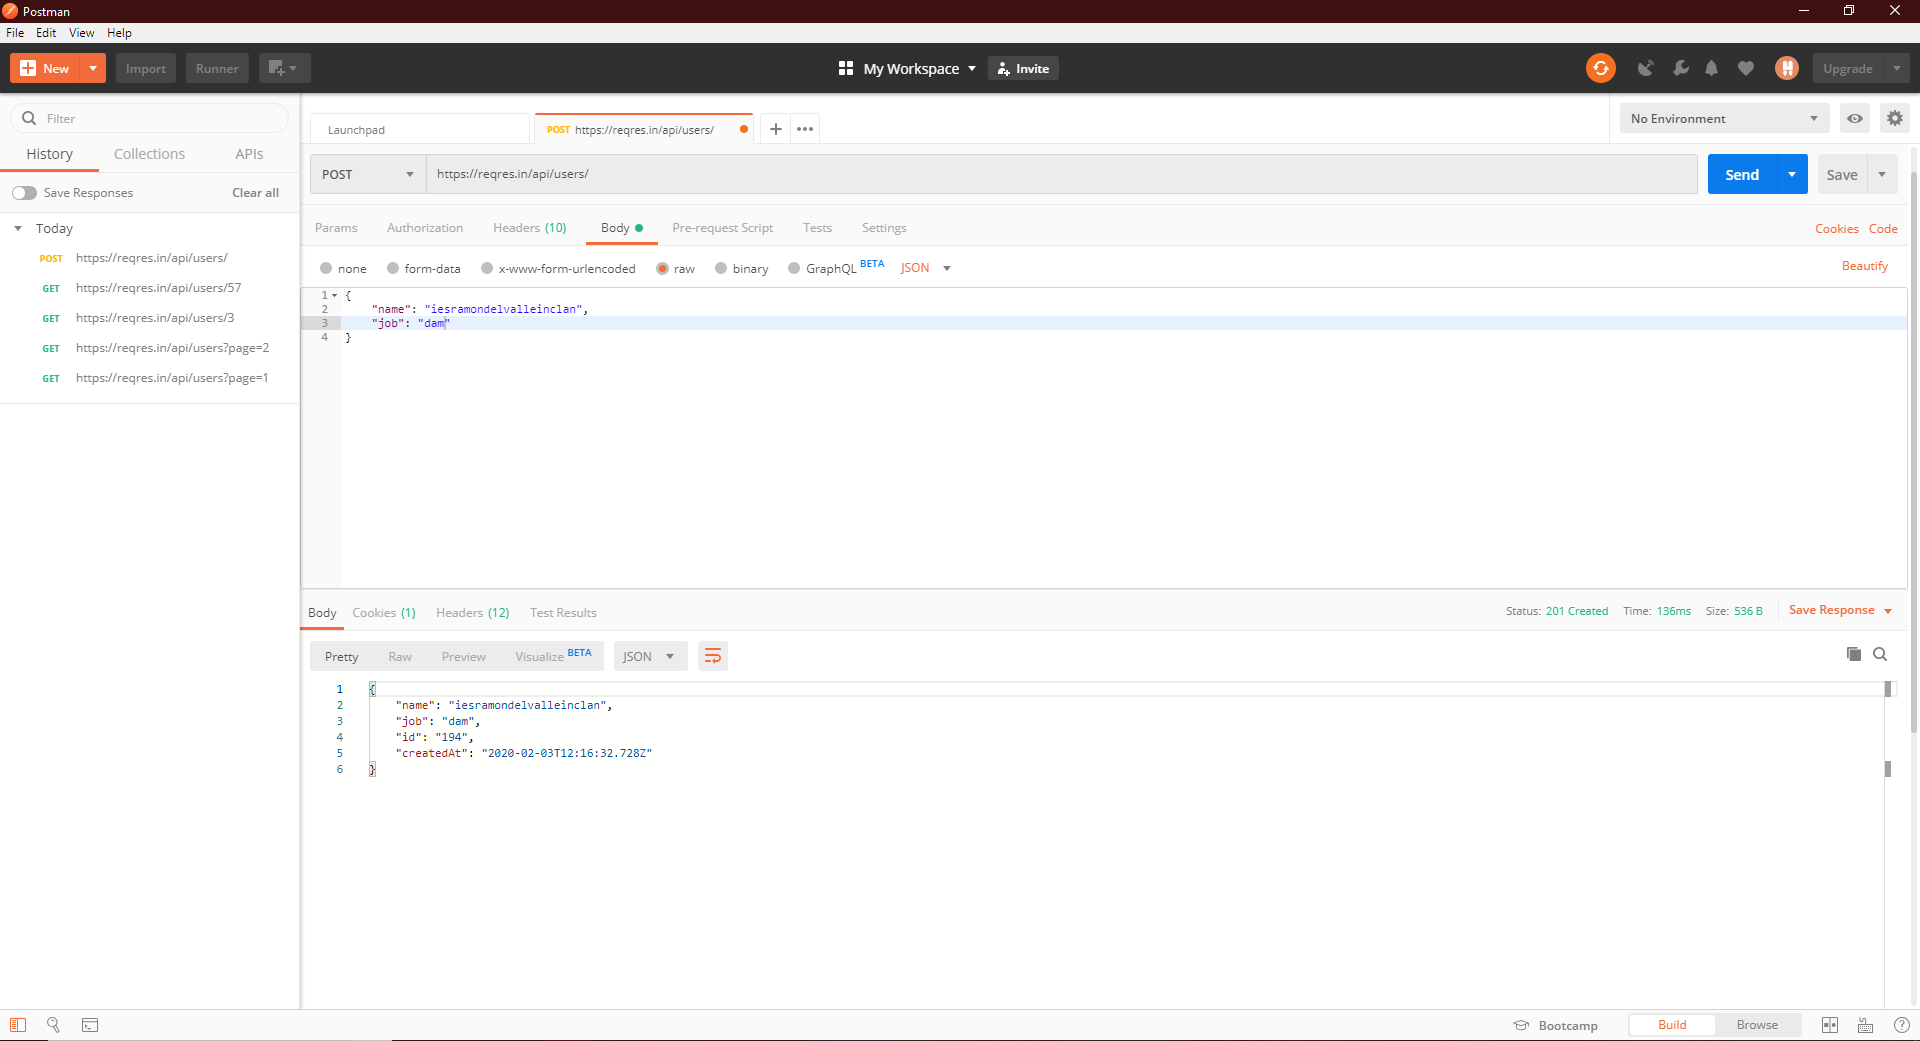 Postman
File Edit View Help
New Import Runner My Workspace Invite Upgrade
Filter
History Collections APIs
Save Responses Clear all
Today
POST https://reqres.in/api/users/
GET https://reqres.in/api/users/57
GET https://reqres.in/api/users/3
GET https://reqres.in/api/users?page=2
GET https://reqres.in/api/users?page=1
Launchpad POST https://reqres.in/api/users/ No Environment
POST https://reqres.in/api/users/ Send Save
Params Authorization Headers (10) Body Pre-request Script Tests Settings Cookies Code
none form-data x-www-form-urlencoded raw binary GraphQL BETA JSON Beautify
1 {
2 "name": "iesramondelvalleinclan",
3 "job": "dam"
4 }
Body Cookies (1) Headers (12) Test Results Status: 201 Created Time: 136ms Size: 536 B Save Response
Pretty Raw Preview Visualize BETA JSON
1 {
2 "name": "iesramondelvalleinclan",
3 "job": "dam",
4 "id": "194",
5 "createdAt": "2020-02-03T12:16:32.728Z"
6 }
Bootcamp Build Browse